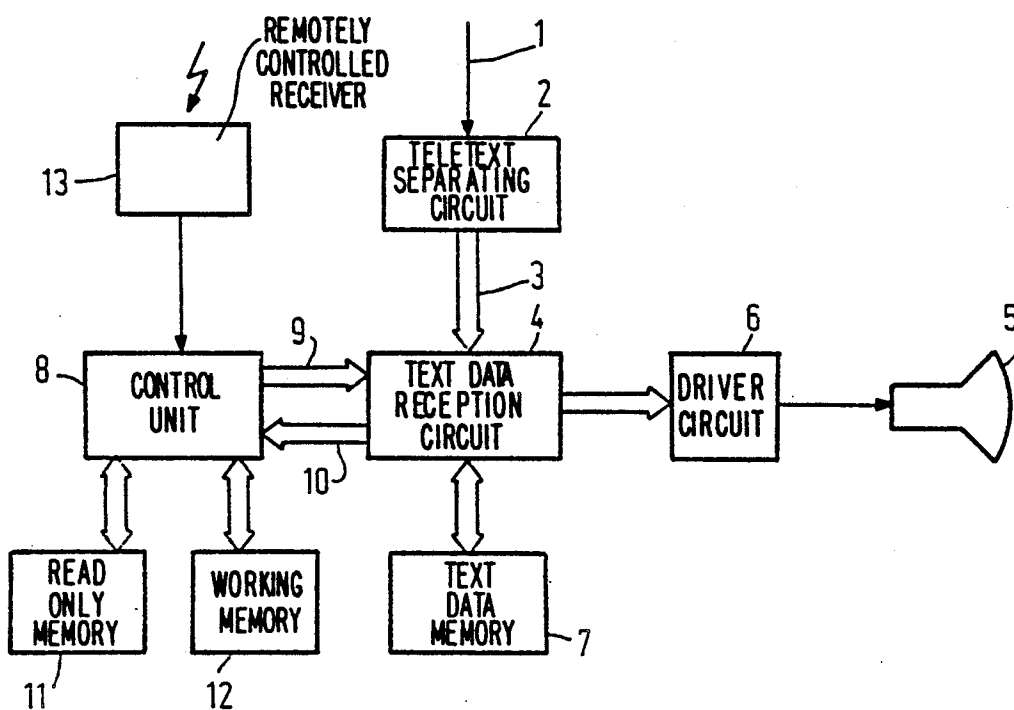 REMOTELY
CONTROLLED
RECEIVER
1
2
13
TELETEXT
SEPARATING
CIRCUIT
3
4
6
5
8
9
CONTROL
UNIT
TEXT DATA
RECEPTION
CIRCUIT
DRIVER
CIRCUIT
10
READ
ONLY
MEMORY
WORKING
MEMORY
TEXT
DATA
MEMORY
7
11
12